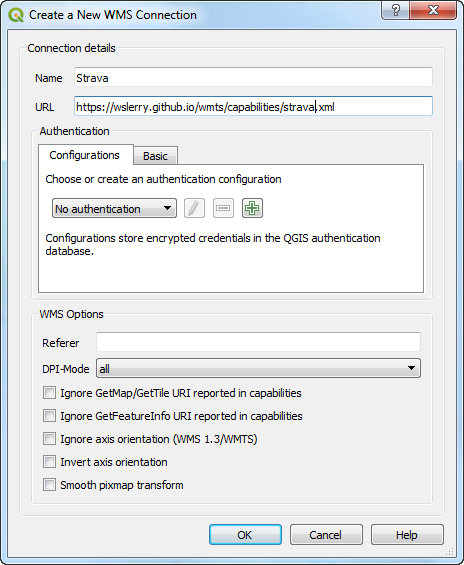 Create a New WMS Connection
Connection details
Name Strava
URL https://wslerry.github.io/wmts/capabilities/strava.xml
Authentication
Configurations Basic
Choose or create an authentication configuration
No authentication
Configurations store encrypted credentials in the QGIS authentication
database.
WMS Options
Referer
DPI-Mode all
Ignore GetMap/GetTile URI reported in capabilities
Ignore GetFeatureInfo URI reported in capabilities
Ignore axis orientation (WMS 1.3/WMTS)
Invert axis orientation
Smooth pixmap transform
OK Cancel Help